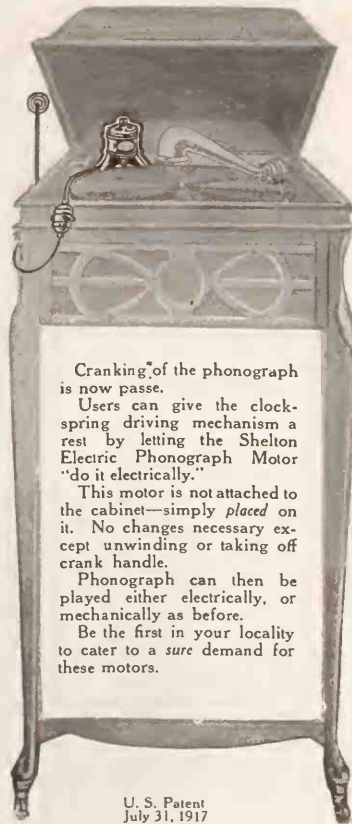 Cranking of the phonograph
is now passe.
Users can give the clock-
spring driving mechanism a
rest by letting the Shelton
Electric Phonograph Motor
"do it electrically."
This motor is not attached to
the cabinet—simply placed on
it. No changes necessary ex-
cept unwinding or taking off
crank handle.
Phonograph can then be
played either electrically, or
mechanically as before.
Be the first in your locality
to cater to a sure demand for
these motors.
U. S. Patent
July 31, 1917